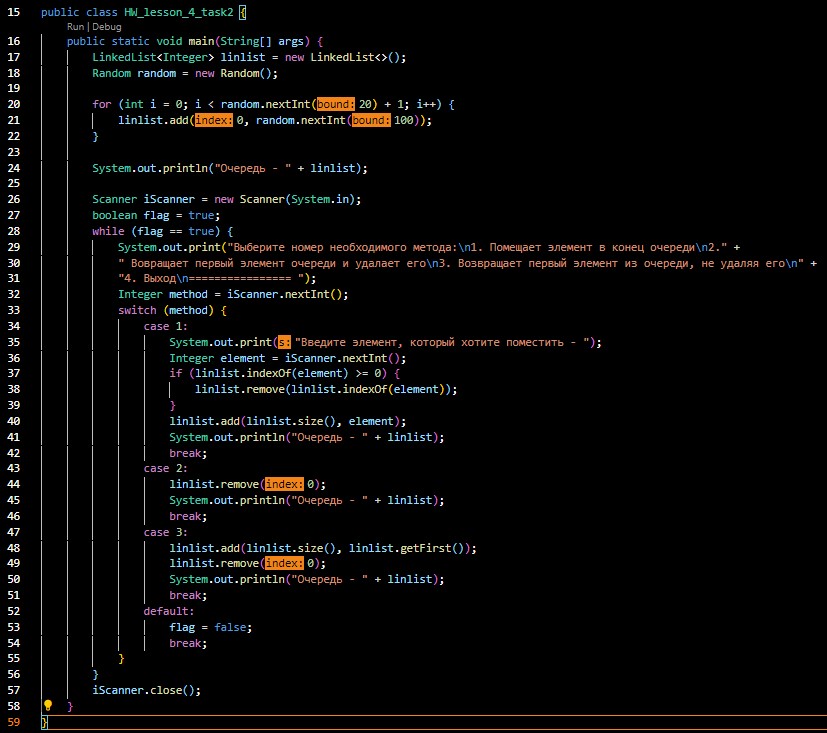 15 public class HW_lesson_4_task2 {
Run | Debug
16 public static void main(String[] args) {
17 LinkedList<Integer> linlist = new LinkedList<>();
18 Random random = new Random();
19
20 for (int i = 0; i < random.nextInt(bound: 20) + 1; i++) {
21 linlist.add(index: 0, random.nextInt(bound: 100));
22 }
23
24 System.out.println("Очередь - " + linlist);
25
26 Scanner iScanner = new Scanner(System.in);
27 boolean flag = true;
28 while (flag == true) {
29 System.out.print("Выберите номер необходимого метода:\n1. Помещает элемент в конец очереди\n2." +
30 " Вовращает первый элемент очереди и удаляет его\n3. Возвращает первый элемент из очереди, не удаляя его\n" +
31 "4. Выход\n================ ");
32 Integer method = iScanner.nextInt();
33 switch (method) {
34 case 1:
35 System.out.print(s: "Введите элемент, который хотите поместить - ");
36 Integer element = iScanner.nextInt();
37 if (linlist.indexOf(element) >= 0) {
38 linlist.remove(linlist.indexOf(element));
39 }
40 linlist.add(linlist.size(), element);
41 System.out.println("Очередь - " + linlist);
42 break;
43 case 2:
44 linlist.remove(index: 0);
45 System.out.println("Очередь - " + linlist);
46 break;
47 case 3:
48 linlist.add(linlist.size(), linlist.getFirst());
49 linlist.remove(index: 0);
50 System.out.println("Очередь - " + linlist);
51 break;
52 default:
53 flag = false;
54 break;
55 }
56 }
57 iScanner.close();
58 }
59 }